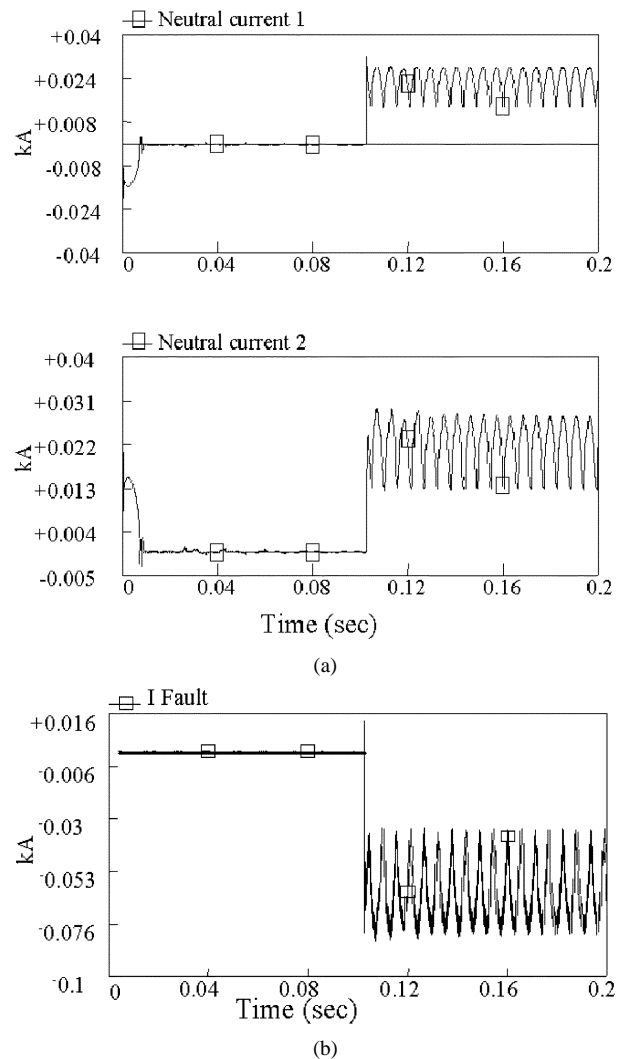 Neutral current 1
+0.04
+0.024
+0.008
-0.008
-0.024
-0.04
kA
0 0.04 0.08 0.12 0.16 0.2
Neutral current 2
+0.04
+0.031
+0.022
+0.013
+0.004
-0.005
kA
0 0.04 0.08 0.12 0.16 0.2
Time (sec)
(a)
I Fault
+0.016
-0.006
-0.03
-0.053
-0.076
-0.1
kA
0 0.04 0.08 0.12 0.16 0.2
Time (sec)
(b)